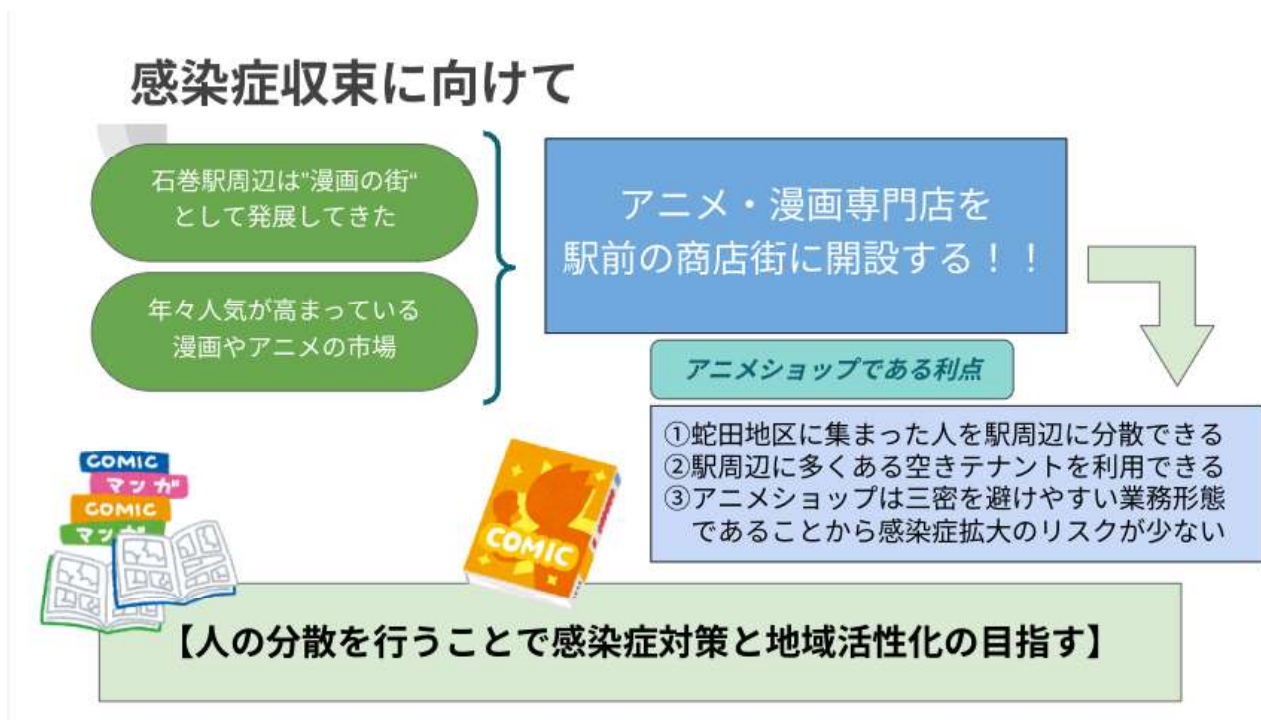 感染症収束に向けて
石巻駅周辺は"漫画の街“
として発展してきた
年々人気が高まっている
漫画やアニメの市場
アニメ・漫画専門店を
駅前の商店街に開設する！！
アニメショップである利点
①蛇田地区に集まった人を駅周辺に分散できる
②駅周辺に多くある空きテナントを利用できる
③アニメショップは三密を避けやすい業務形態
であることから感染症拡大のリスクが少ない
COMIC
マンガ
COMIC
マンガ
COMIC
【人の分散を行うことで感染症対策と地域活性化の目指す】